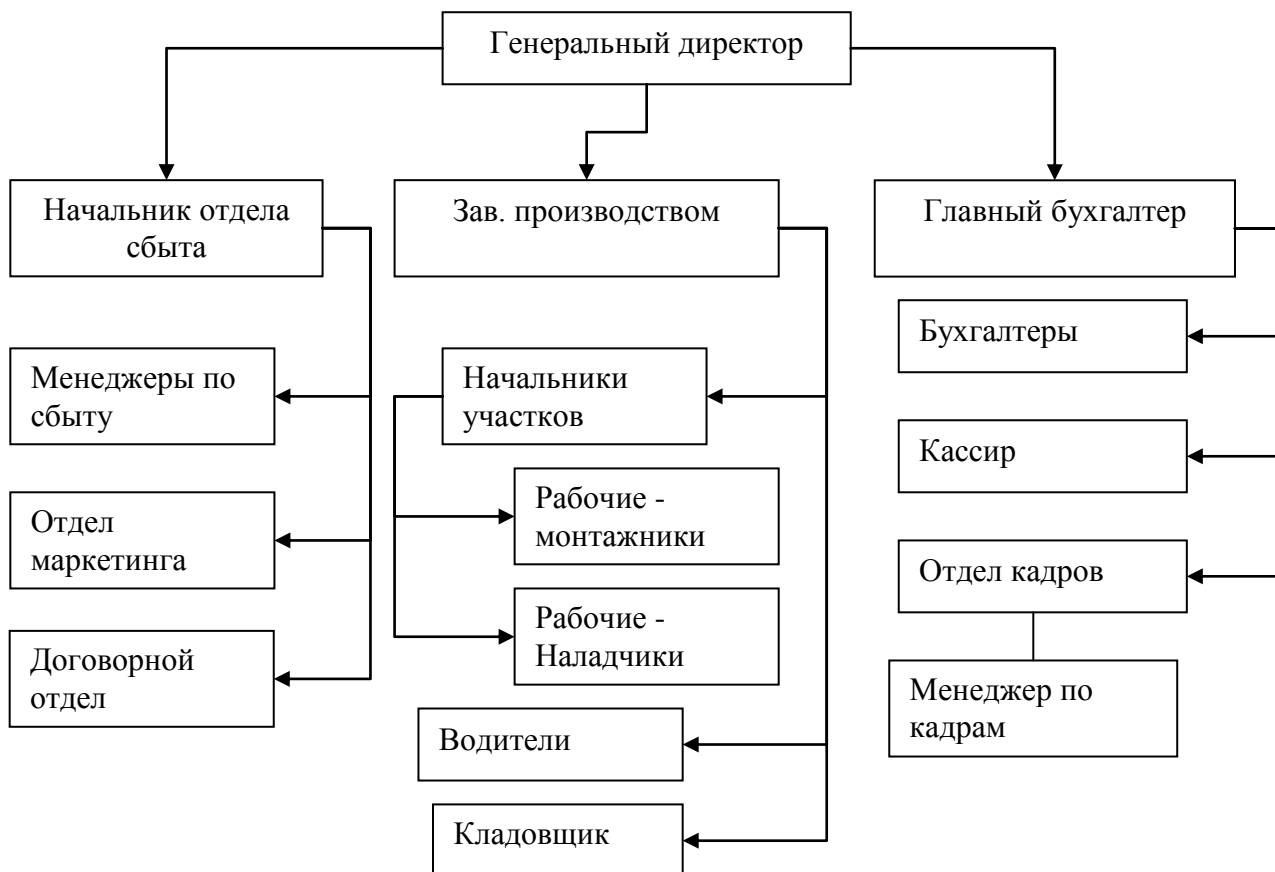 Генеральный директор
Начальник отдела
сбыта
Зав. производством
Главный бухгалтер
Менеджеры по
сбыту
Отдел
маркетинга
Договорной
отдел
Начальники
участков
Рабочие -
монтажники
Рабочие -
Наладчики
Водители
Кладовщик
Бухгалтеры
Кассир
Отдел кадров
Менеджер по
кадрам